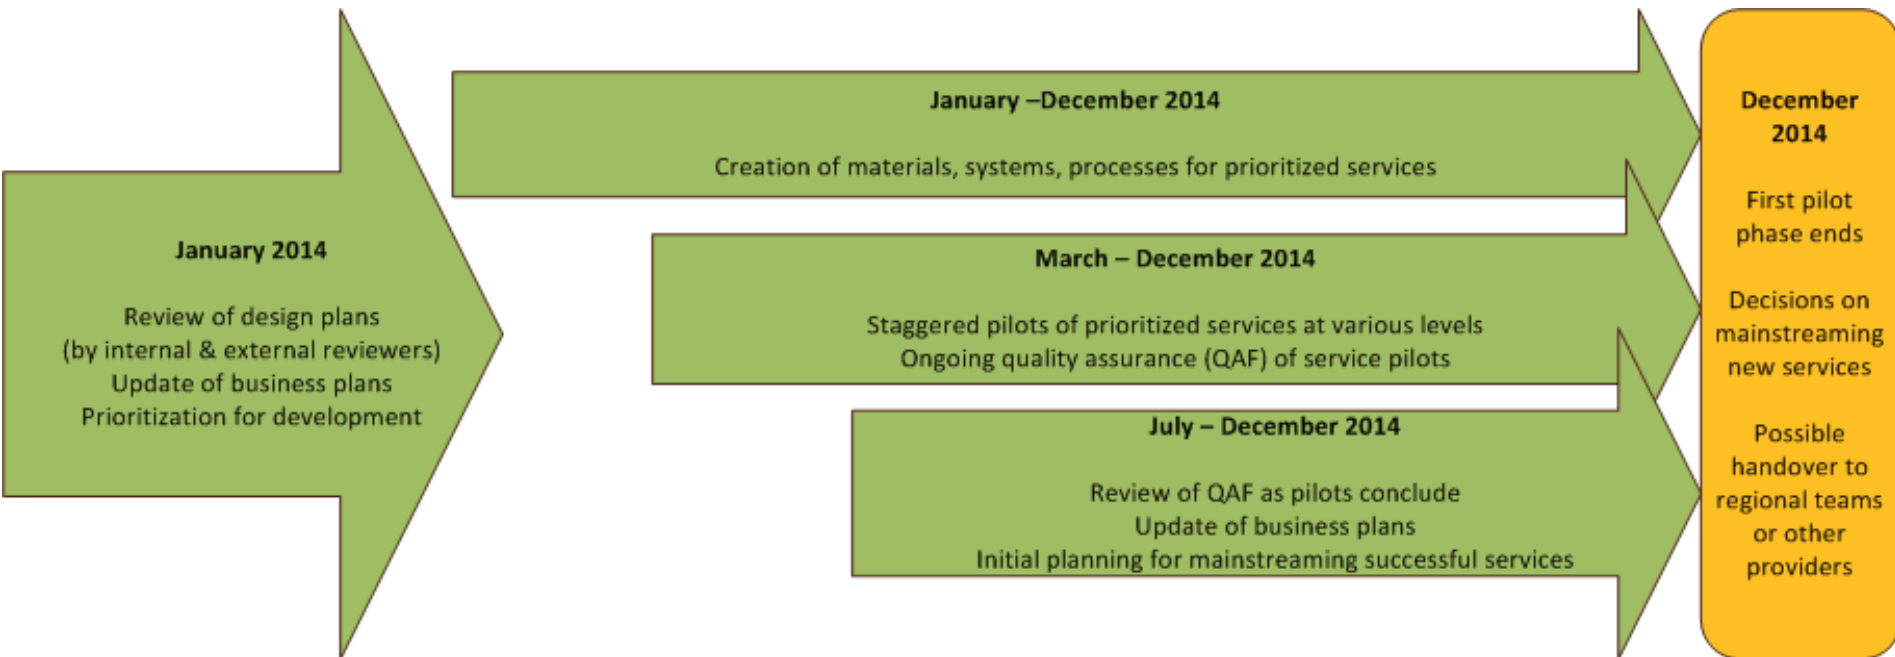 January 2014
Review of design plans
(by internal & external reviewers)
Update of business plans
Prioritization for development
January –December 2014
Creation of materials, systems, processes for prioritized services
March – December 2014
Staggered pilots of prioritized services at various levels
Ongoing quality assurance (QAF) of service pilots
July – December 2014
Review of QAF as pilots conclude
Update of business plans
Initial planning for mainstreaming successful services
December
2014
First pilot
phase ends
Decisions on
mainstreaming
new services
Possible
handover to
regional teams
or other
providers